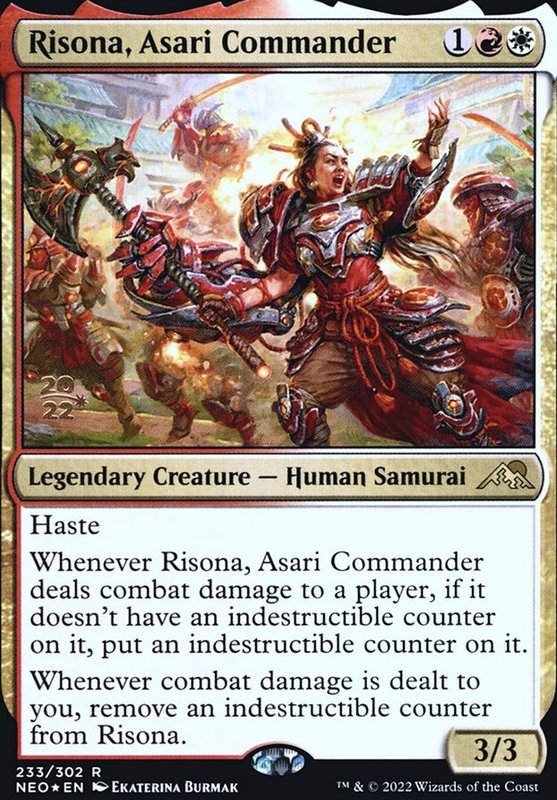 Risona, Asari Commander 1
20
22
Legendary Creature — Human Samurai
Haste
Whenever Risona, Asari Commander
deals combat damage to a player, if it
doesn't have an indestructible counter
on it, put an indestructible counter on it.
Whenever combat damage is dealt to
you, remove an indestructible counter
from Risona.
3/3
233/302 R
NEO★EN Ekaterina Burmak
™ & © 2022 Wizards of the Coast